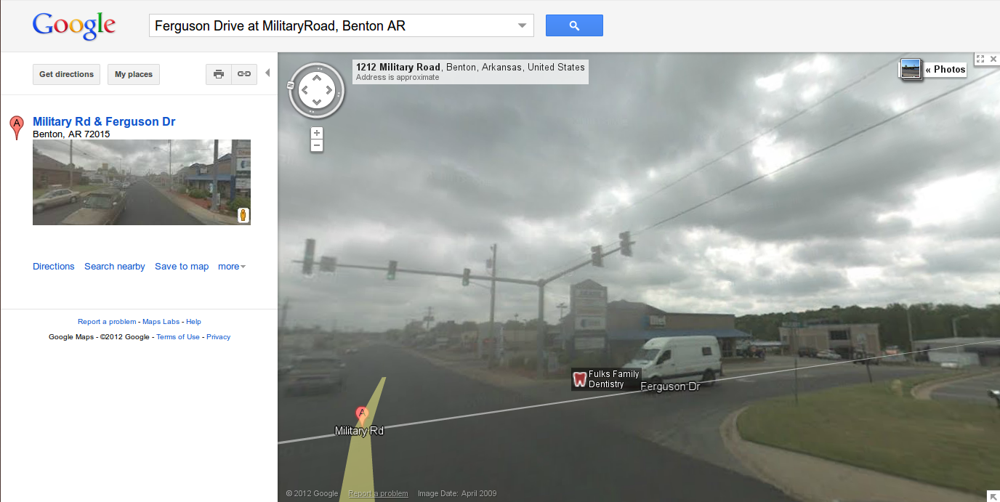 Google
Ferguson Drive at MilitaryRoad, Benton AR
Get directions
My places
A
Military Rd & Ferguson Dr
Benton, AR 72015
Directions Search nearby Save to map more
Report a problem - Maps Labs - Help
Google Maps - ©2012 Google - Terms of Use - Privacy
N
1212 Military Road, Benton, Arkansas, United States
Address is approximate
« Photos
+
−
Fulks Family
Dentistry
Ferguson Dr
A
Military Rd
© 2012 Google Report a problem Image Date: April 2009